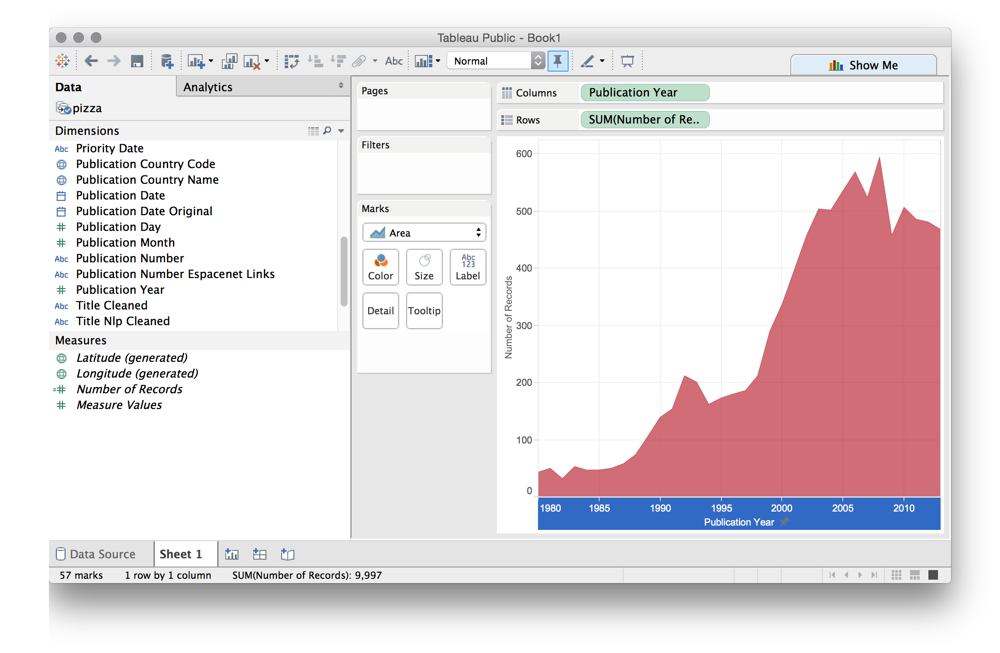 Tableau Public - Book1
Abc
Normal
Show Me
Data
Analytics
pizza
Dimensions
Abc Priority Date
Publication Country Code
Publication Country Name
Publication Date
Publication Date Original
# Publication Day
# Publication Month
Abc Publication Number
Abc Publication Number Espacenet Links
# Publication Year
Abc Title Cleaned
Abc Title Nlp Cleaned
Measures
Latitude (generated)
Longitude (generated)
=# Number of Records
# Measure Values
Pages
Filters
Marks
Area
Color
Size
Abc
123
Label
Detail
Tooltip
Columns
Publication Year
Rows
SUM(Number of Re..
600
500
400
300
200
100
0
Number of Records
1980 1985 1990 1995 2000 2005 2010
Publication Year
Data Source
Sheet 1
57 marks
1 row by 1 column
SUM(Number of Records): 9,997